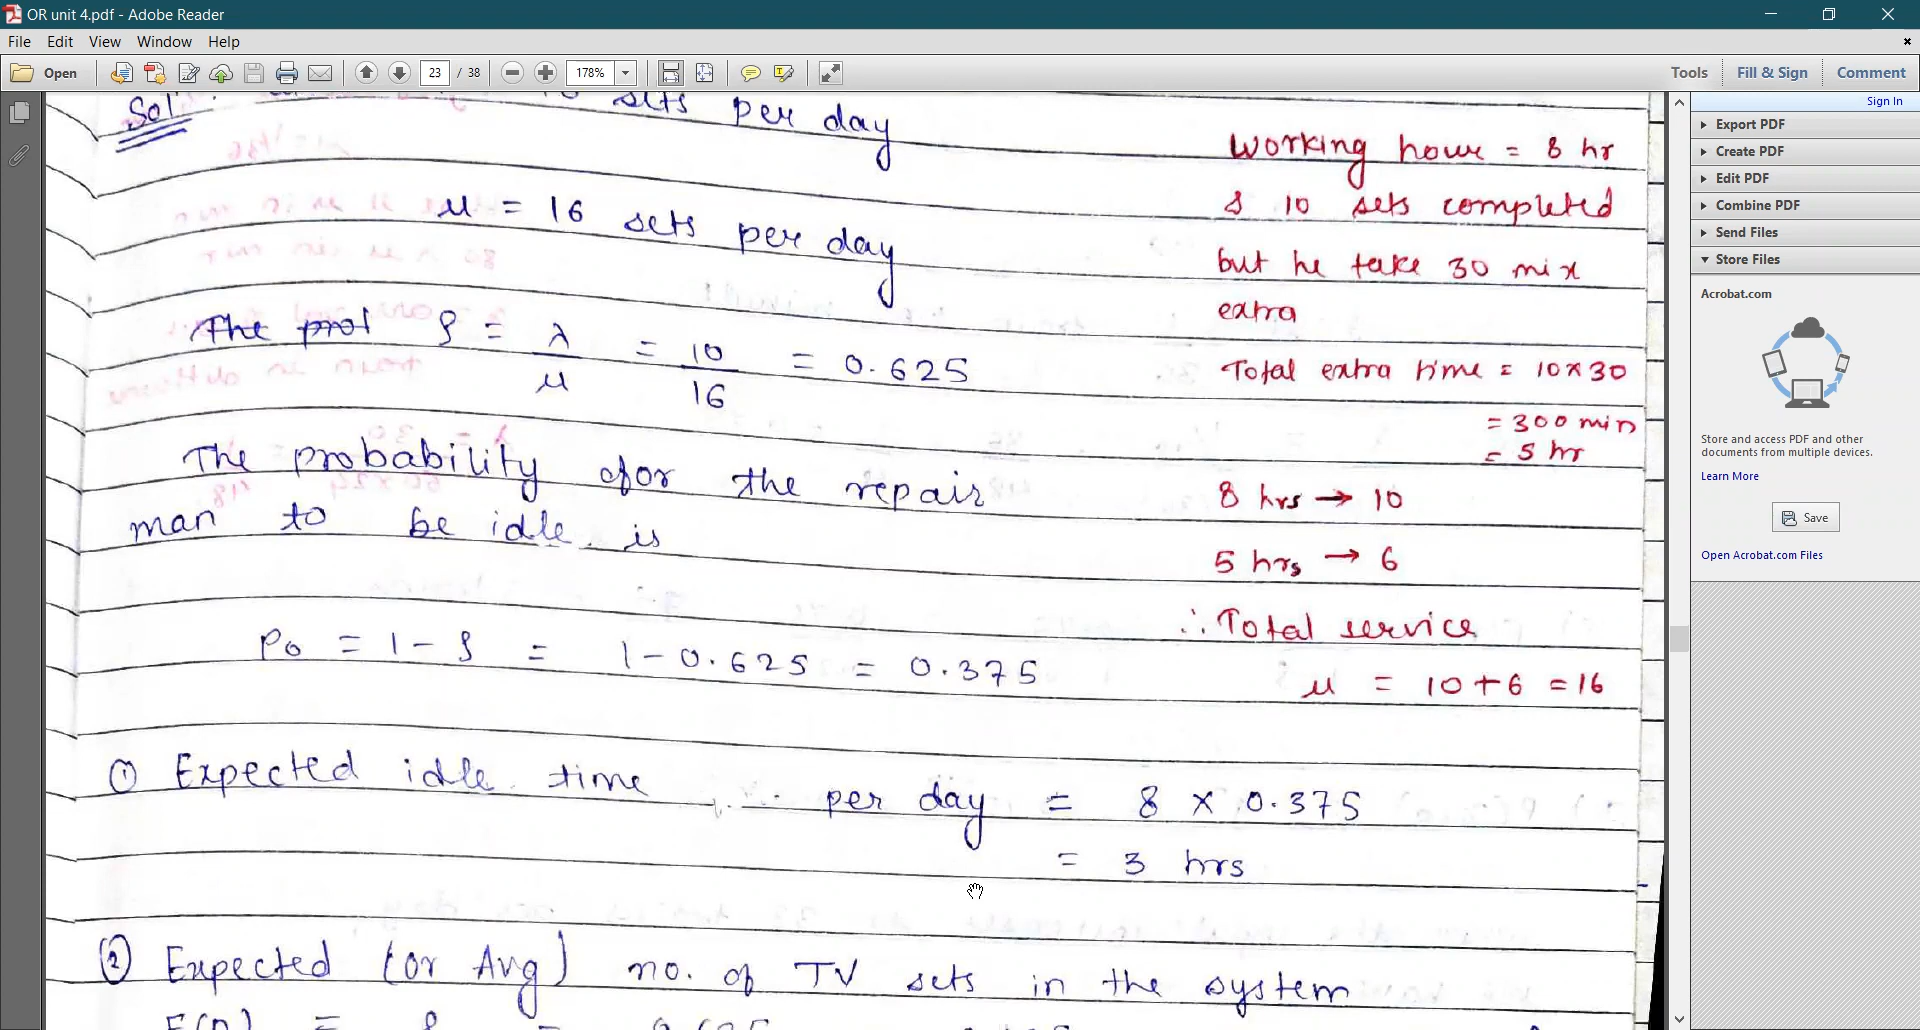 OR unit 4.pdf - Adobe Reader
File Edit View Window Help
Open 23 / 38 178% Tools Fill & Sign Comment
Sign In
Export PDF
Create PDF
Edit PDF
Combine PDF
Send Files
Store Files
Acrobat.com
Store and access PDF and other
documents from multiple devices.
Learn More
Save
Open Acrobat.com Files
Sol sets per day
μ = 16 sets per day
The prob ρ = λ/μ = 10/16 = 0.625
The probability for the repair
man to be idle is
P0 = 1 - ρ = 1 - 0.625 = 0.375
① Expected idle time per day = 8 × 0.375
= 3 hrs
② Expected (or Avg) no. of TV sets in the system
Working hour = 8 hr
& 10 sets completed
but he take 30 min
extra
Total extra time = 10×30
= 300 min
= 5 hr
8 hrs → 10
5 hrs → 6
∴ Total service
μ = 10+6 = 16